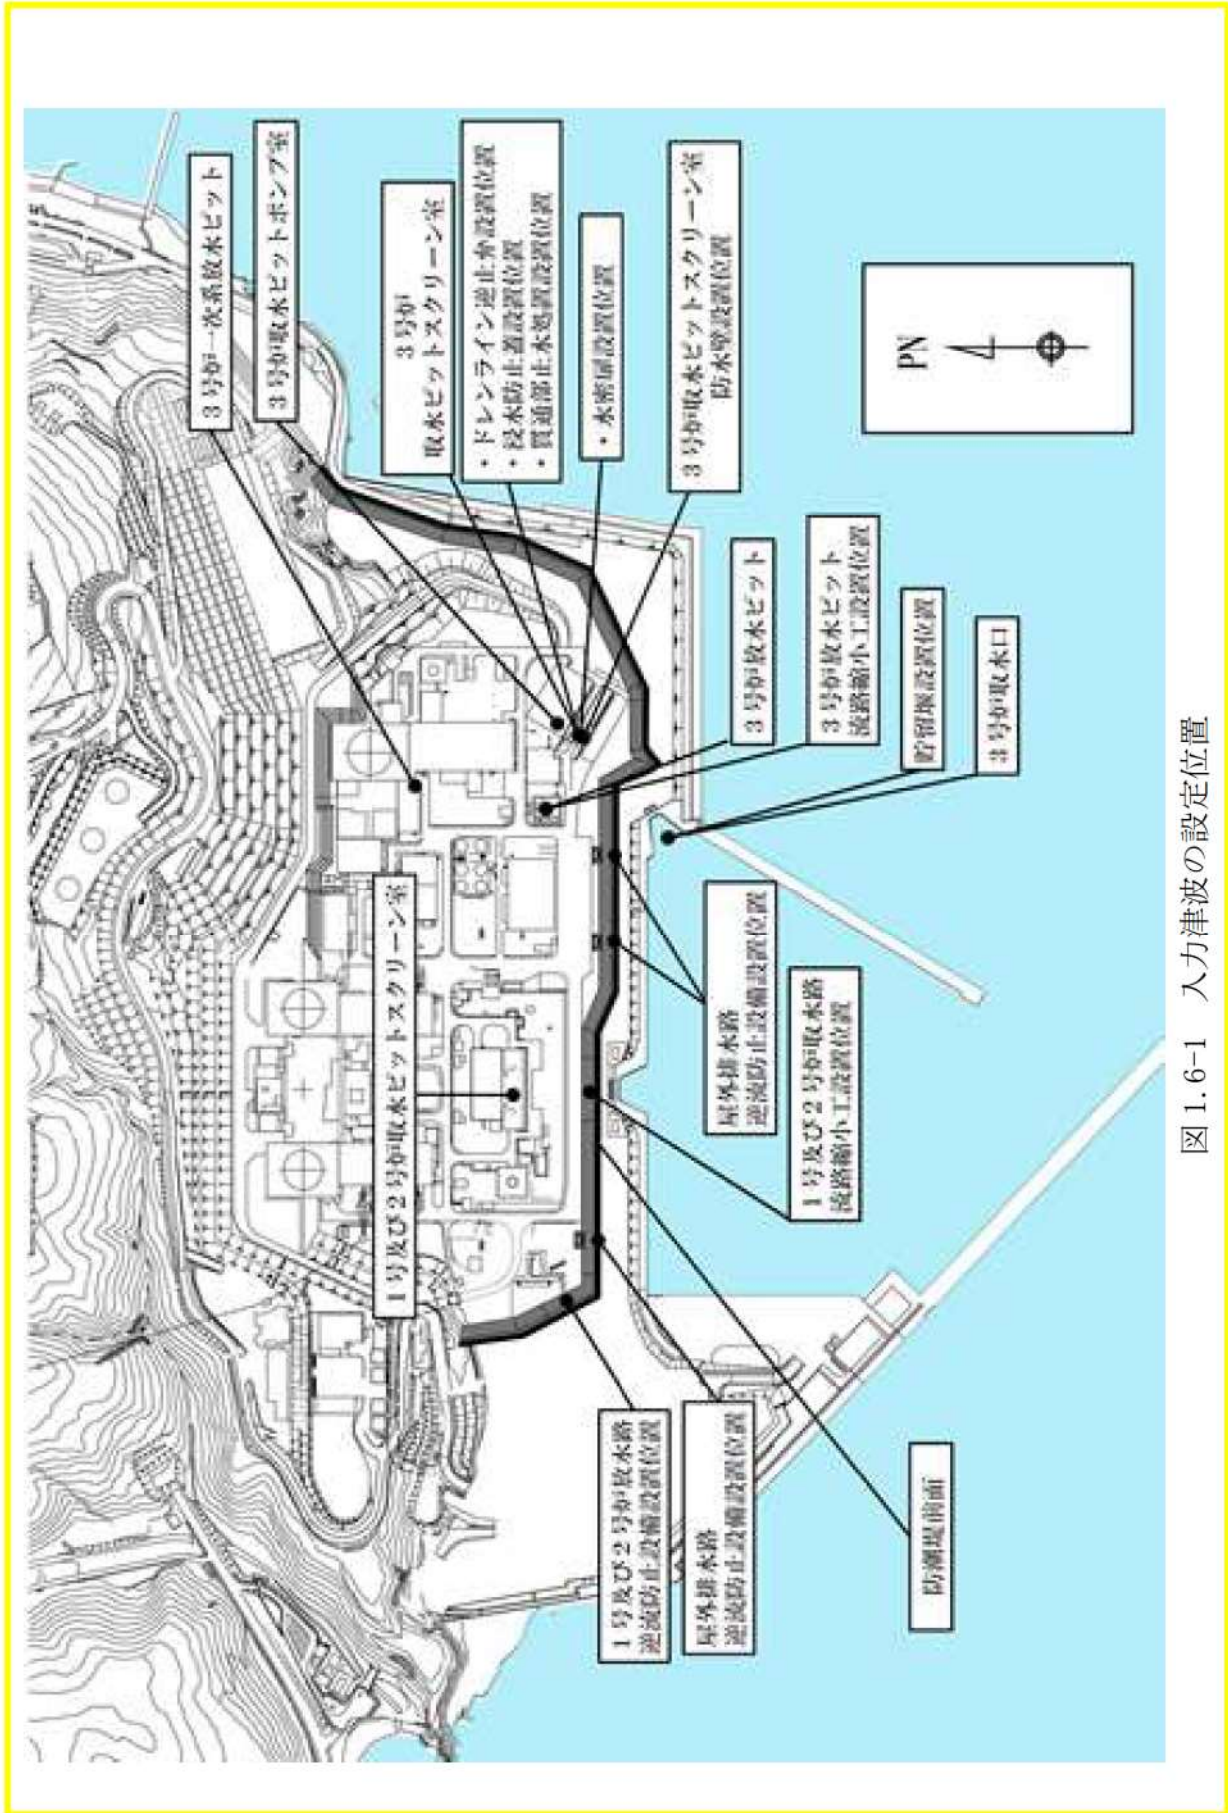 3号炉一次系放水ピット
3号炉取水ピットポンプ室
3号炉
取水ピットスクリーン室
・ドレンライン逆止弁設置位置
・浸水防止蓋設置位置
・貫通部止水処置設置位置
・水密扉設置位置
3号炉取水ピットスクリーン室
防水壁設置位置
PN
1号及び2号炉取水ピットスクリーン室
3号炉放水ピット
3号炉放水ピット
流路縮小工設置位置
貯留堰設置位置
3号炉取水口
屋外排水路
逆流防止設備設置位置
1号及び2号炉取水路
流路縮小工設置位置
1号及び2号炉放水路
逆流防止設備設置位置
屋外排水路
逆流防止設備設置位置
防潮堤前面
図1.6-1 入力津波の設定位置